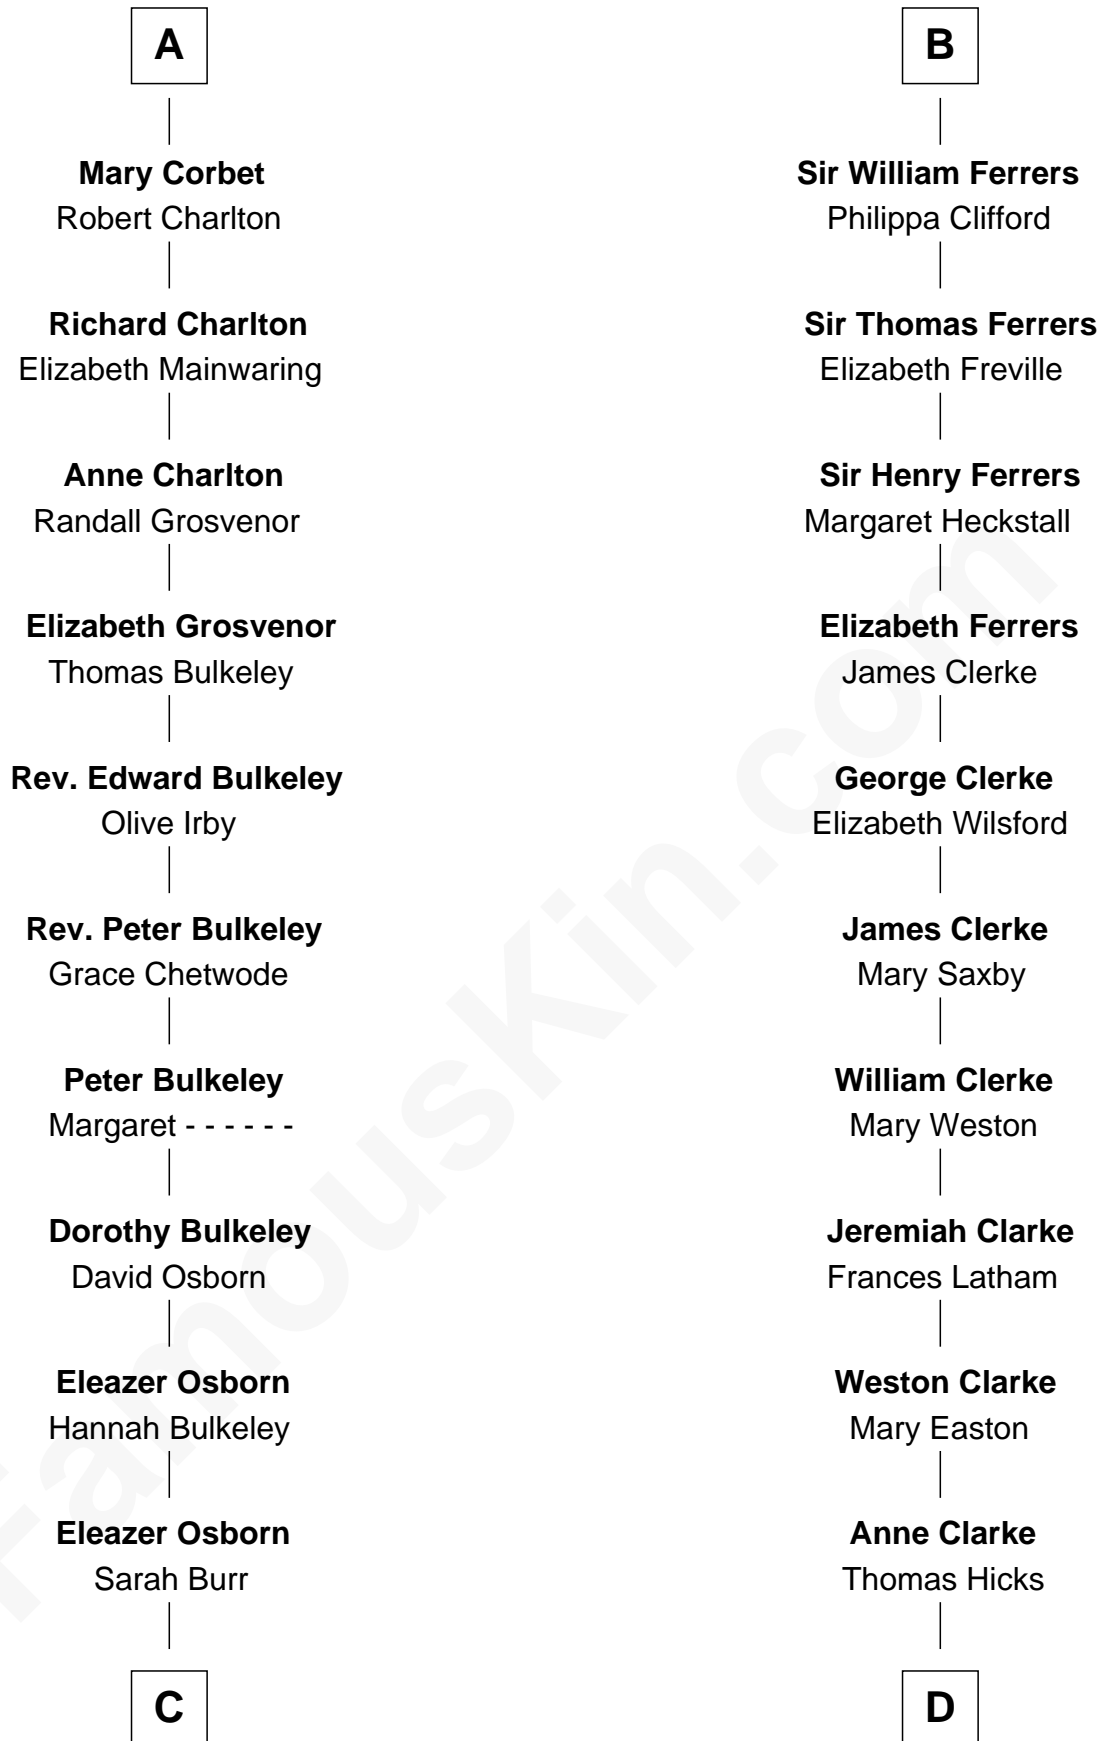 A
Mary Corbet
Robert Charlton
Richard Charlton
Elizabeth Mainwaring
Anne Charlton
Randall Grosvenor
Elizabeth Grosvenor
Thomas Bulkeley
Rev. Edward Bulkeley
Olive Irby
Rev. Peter Bulkeley
Grace Chetwode
Peter Bulkeley
Margaret - - - - - -
Dorothy Bulkeley
David Osborn
Eleazer Osborn
Hannah Bulkeley
Eleazer Osborn
Sarah Burr
C
B
Sir William Ferrers
Philippa Clifford
Sir Thomas Ferrers
Elizabeth Freville
Sir Henry Ferrers
Margaret Heckstall
Elizabeth Ferrers
James Clerke
George Clerke
Elizabeth Wilsford
James Clerke
Mary Saxby
William Clerke
Mary Weston
Jeremiah Clarke
Frances Latham
Weston Clarke
Mary Easton
Anne Clarke
Thomas Hicks
D
FamousKin.com